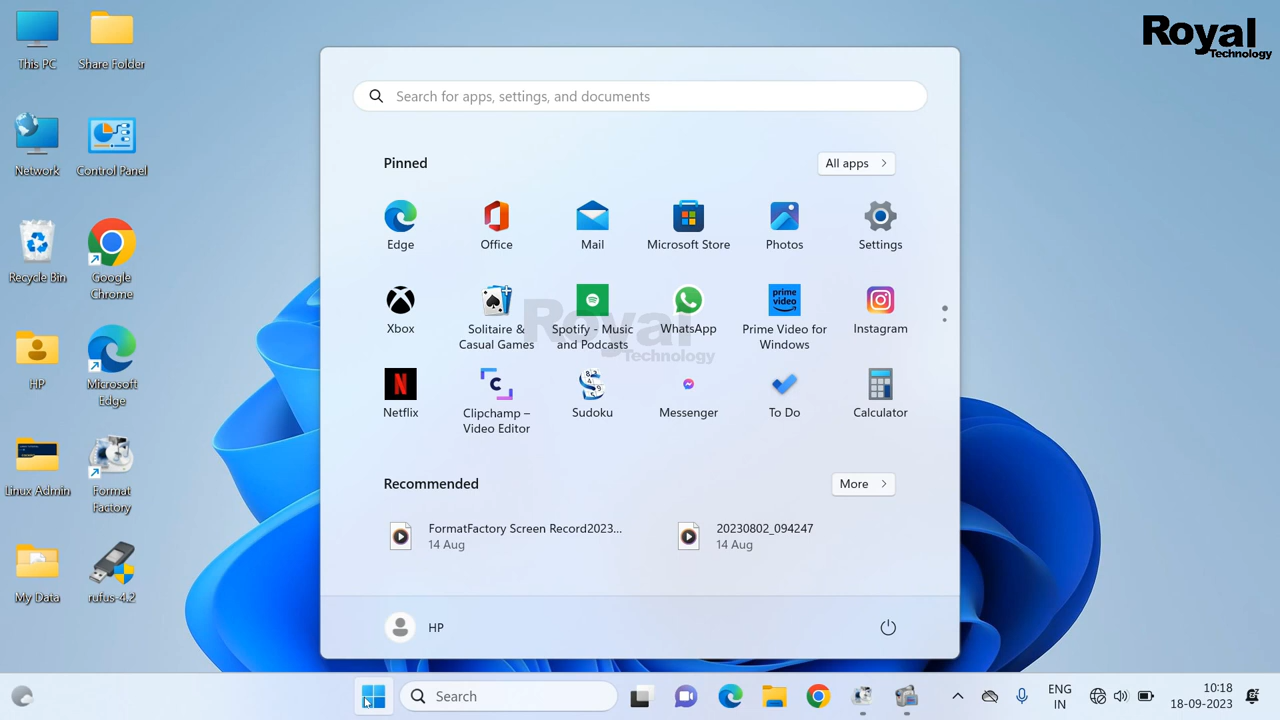 This PC
Share Folder
Network
Control Panel
Recycle Bin
Google
Chrome
HP
Microsoft
Edge
Linux Admin
Format
Factory
My Data
rufus-4.2
Royal
Technology
Search for apps, settings, and documents
Pinned
All apps
Edge
Office
Mail
Microsoft Store
Photos
Settings
Xbox
Solitaire &
Casual Games
Spotify - Music
and Podcasts
WhatsApp
prime
video
Prime Video for
Windows
Instagram
Royal
Technology
Netflix
Clipchamp –
Video Editor
Sudoku
Messenger
To Do
Calculator
Recommended
More
FormatFactory Screen Record2023...
14 Aug
20230802_094247
14 Aug
HP
Search
ENG
IN
10:18
18-09-2023